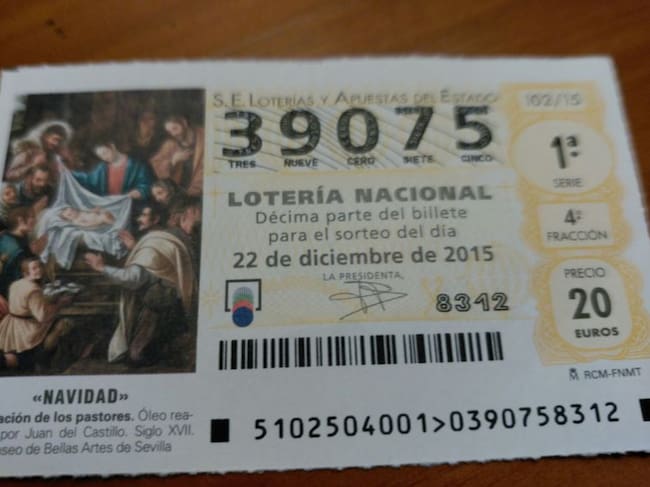 S.E. LOTERÍAS Y APUESTAS DEL ESTADO
39075
TRES NUEVE CERO SIETE CINCO
LOTERÍA NACIONAL
Décima parte del billete
para el sorteo del día
22 de diciembre de 2015
LA PRESIDENTA,
8312
102/15
1ª
SERIE
4ª
FRACCIÓN
PRECIO
20
EUROS
RCM-FNMT
«NAVIDAD»
ación de los pastores. Óleo rea-
por Juan del Castillo. Siglo XVII.
seo de Bellas Artes de Sevilla
5102504001>0390758312